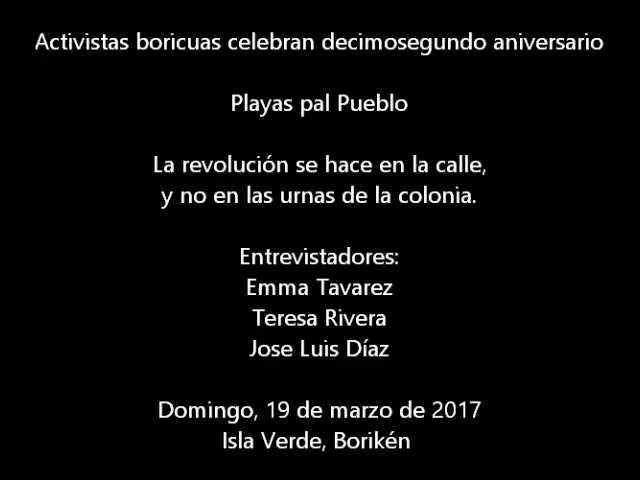 Activistas boricuas celebran decimosegundo aniversario
Playas pal Pueblo
La revolución se hace en la calle,
y no en las urnas de la colonia.
Entrevistadores:
Emma Tavarez
Teresa Rivera
Jose Luis Díaz
Domingo, 19 de marzo de 2017
Isla Verde, Borikén